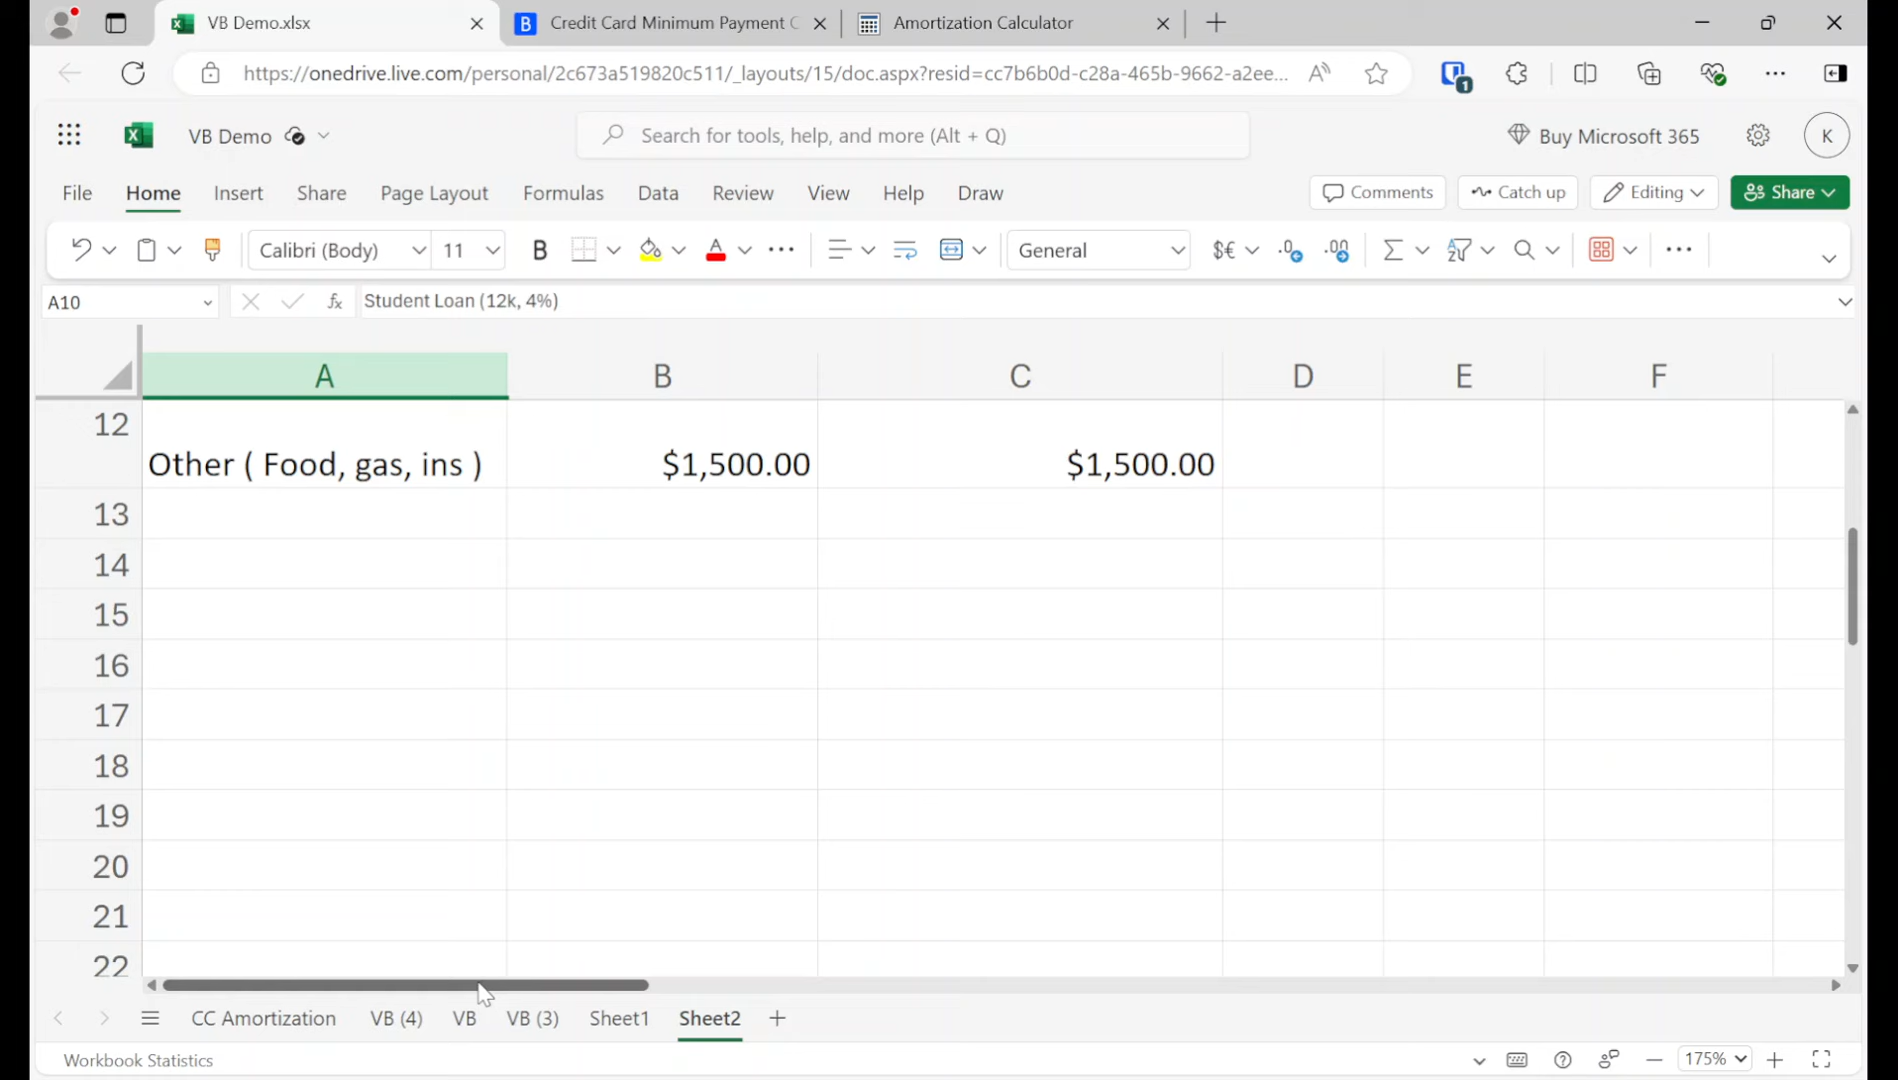 VB Demo.xlsx
Credit Card Minimum Payment C
Amortization Calculator
https://onedrive.live.com/personal/2c673a519820c511/_layouts/15/doc.aspx?resid=cc7b6b0d-c28a-465b-9662-a2ee...
VB Demo
Search for tools, help, and more (Alt + Q)
Buy Microsoft 365
K
File Home Insert Share Page Layout Formulas Data Review View Help Draw
Comments Catch up Editing Share
Calibri (Body) 11 B General
A10 fx Student Loan (12k, 4%)
A B C D E F
12 Other ( Food, gas, ins ) $1,500.00 $1,500.00
13
14
15
16
17
18
19
20
21
22
CC Amortization VB (4) VB VB (3) Sheet1 Sheet2
Workbook Statistics 175%